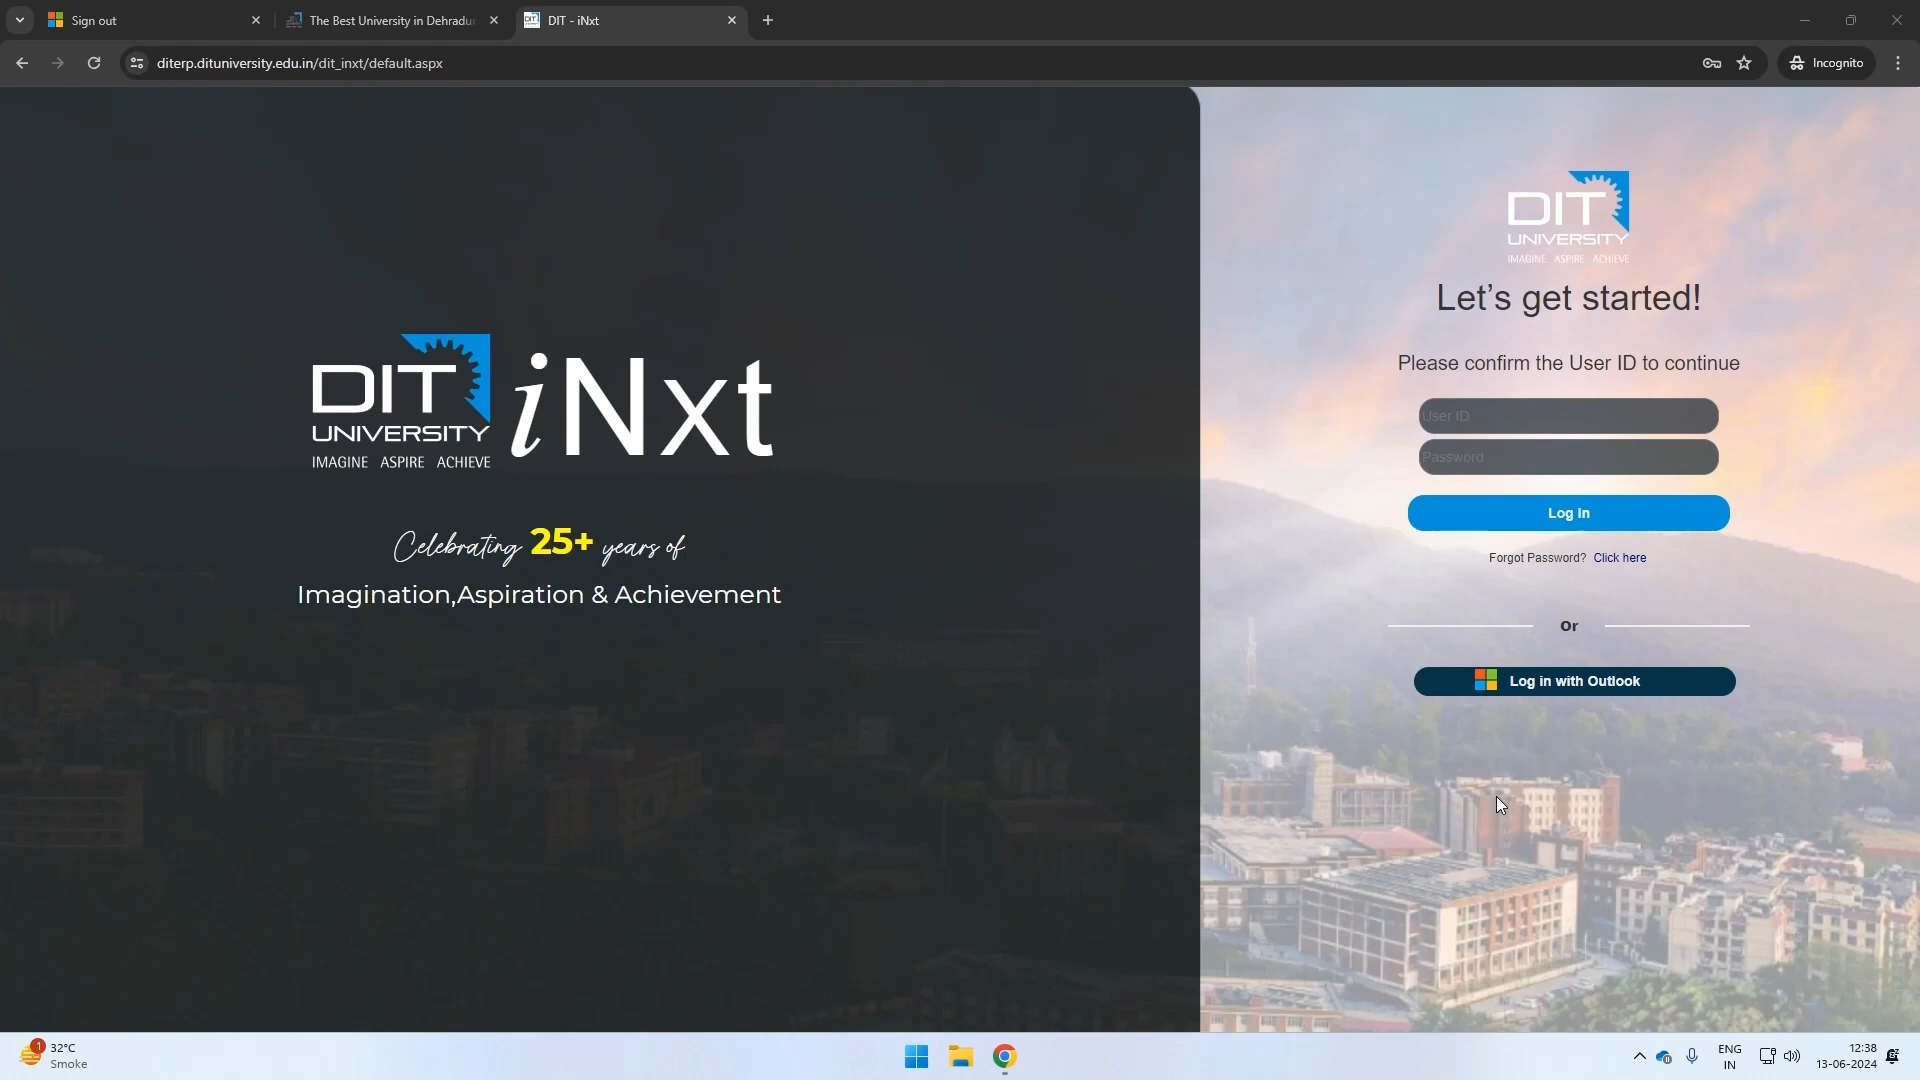 Sign out
The Best University in Dehradun
DIT - iNxt
diterp.dituniversity.edu.in/dit_inxt/default.aspx
Incognito
DIT
UNIVERSITY
IMAGINE ASPIRE ACHIEVE
iNxt
Celebrating 25+ years of
Imagination,Aspiration & Achievement
DIT
UNIVERSITY
IMAGINE ASPIRE ACHIEVE
Let’s get started!
Please confirm the User ID to continue
User ID
Password
Log In
Forgot Password? Click here
Or
Log in with Outlook
1
32°C
Smoke
ENG
IN
12:38
13-06-2024